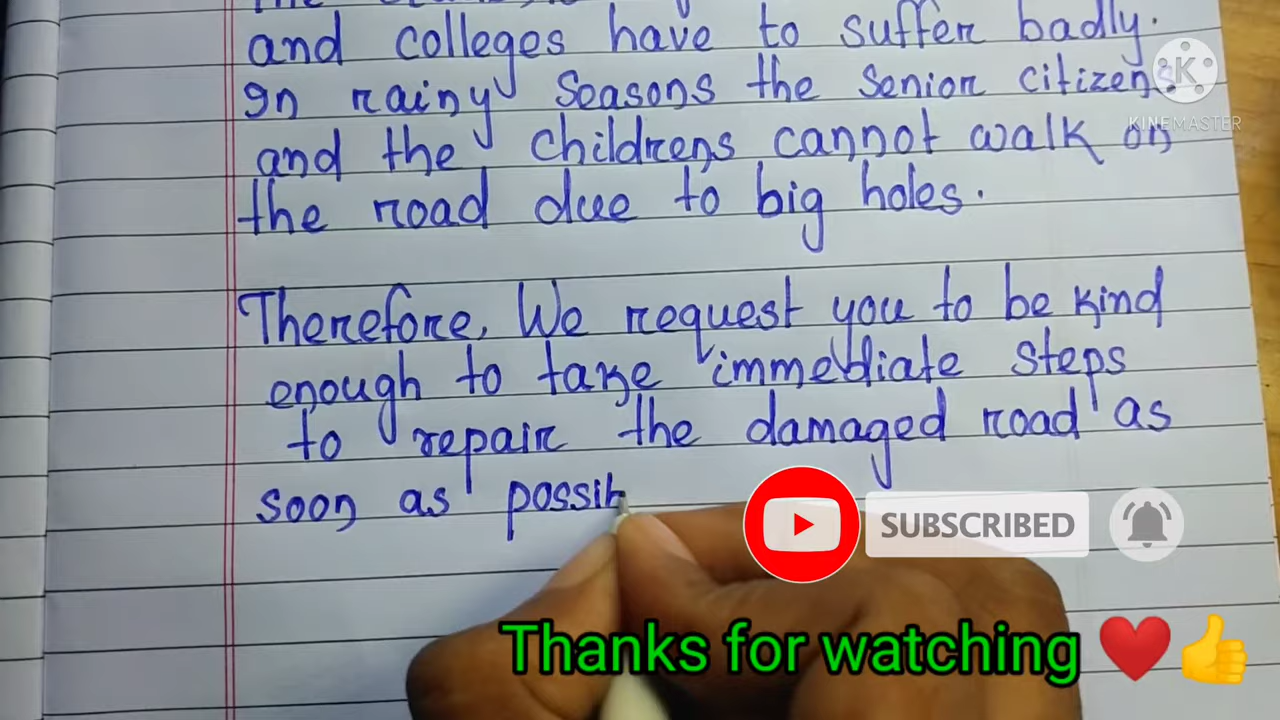 and colleges have to suffer badly.
In rainy seasons the senior citizens
and the childrens cannot walk on
the road due to big holes.
Therefore, We request you to be kind
enough to take immediate steps
to repair the damaged road as
soon as possib
KINEMASTER
SUBSCRIBED
Thanks for watching